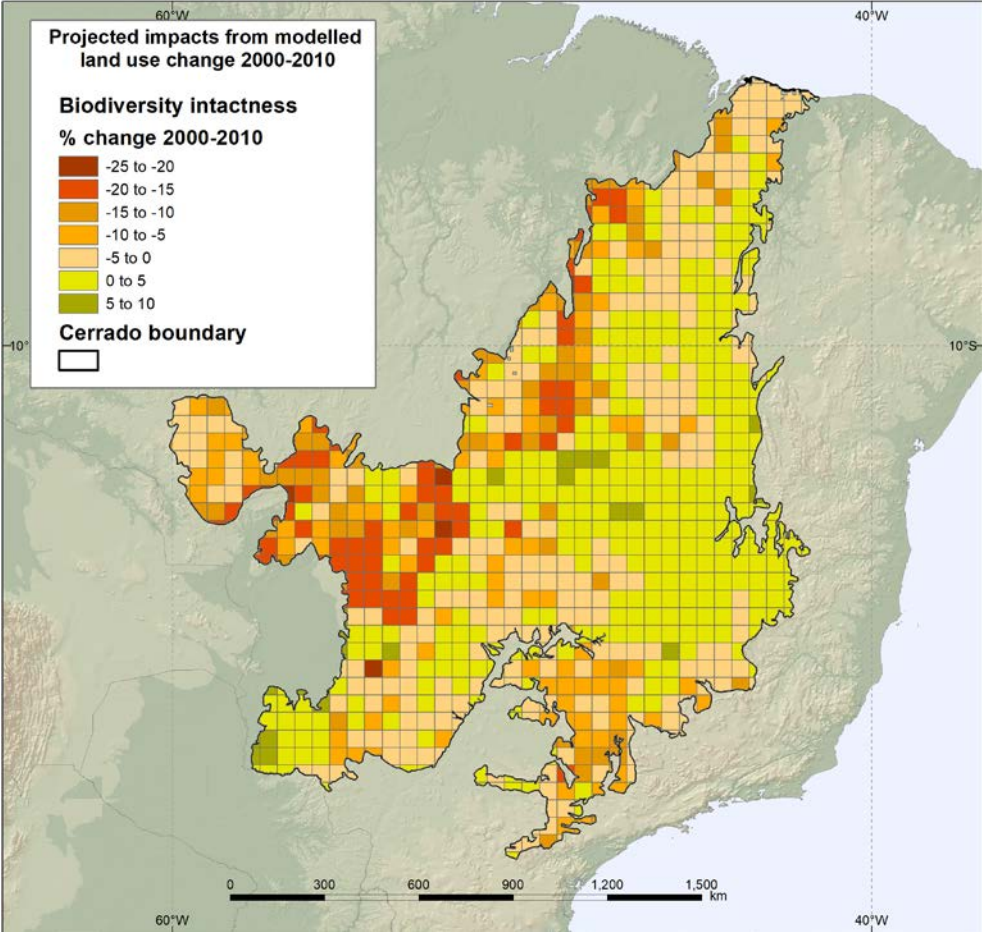 60°W
40°W
Projected impacts from modelled
land use change 2000-2010
Biodiversity intactness
% change 2000-2010
-25 to -20
-20 to -15
-15 to -10
-10 to -5
-5 to 0
0 to 5
5 to 10
Cerrado boundary
10°
10°S
0
300
600
900
1,200
1,500
km
60°W
40°W